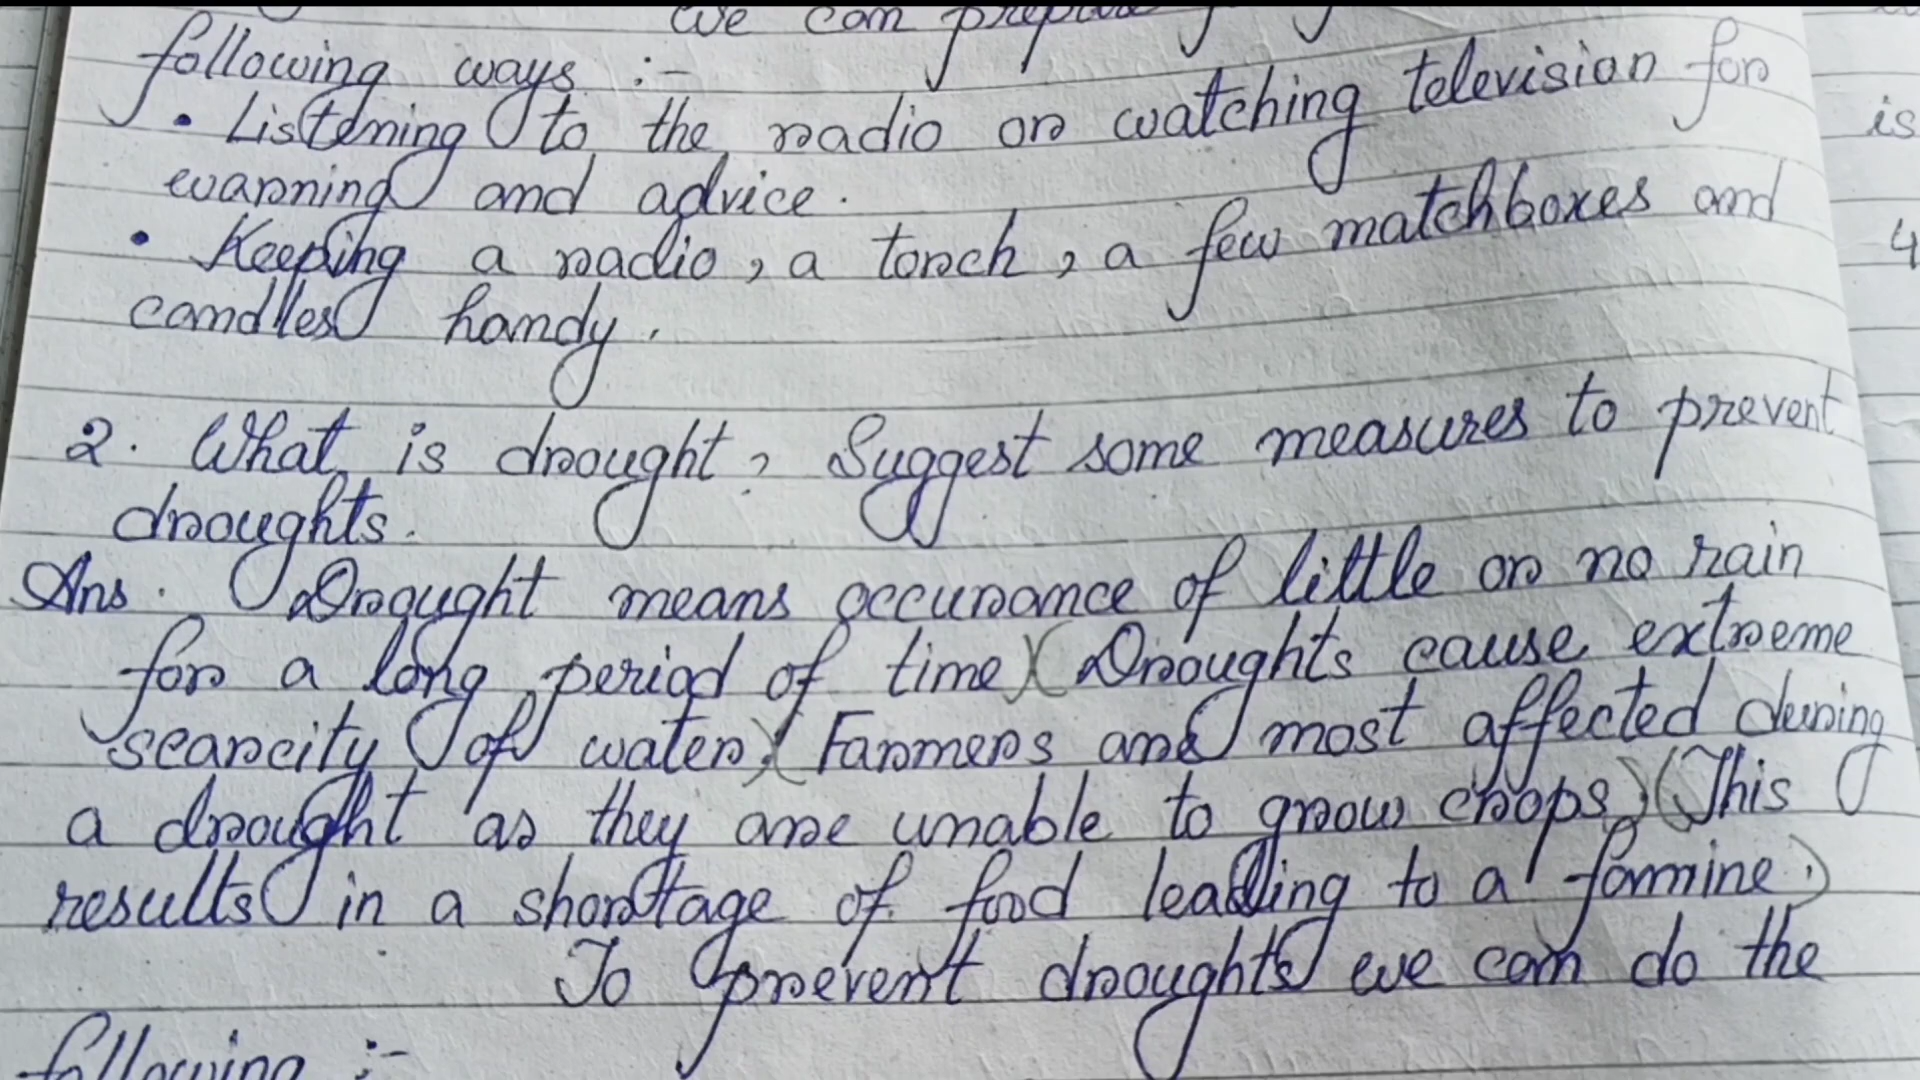 we can prepare
following ways :-
• Listening to the radio or watching television for
warning and advice.
• Keeping a radio, a torch, a few matchboxes and
candles handy.
2. What is drought? Suggest some measures to prevent
droughts.
Ans. Drought means occurance of little or no rain
for a long period of time)(Droughts cause extreme
scarcity of water)(Farmers are most affected during
a drought as they are unable to grow crops)(This
results in a shortage of food leading to a famine.)
To prevent droughts we can do the
following :-
is
4